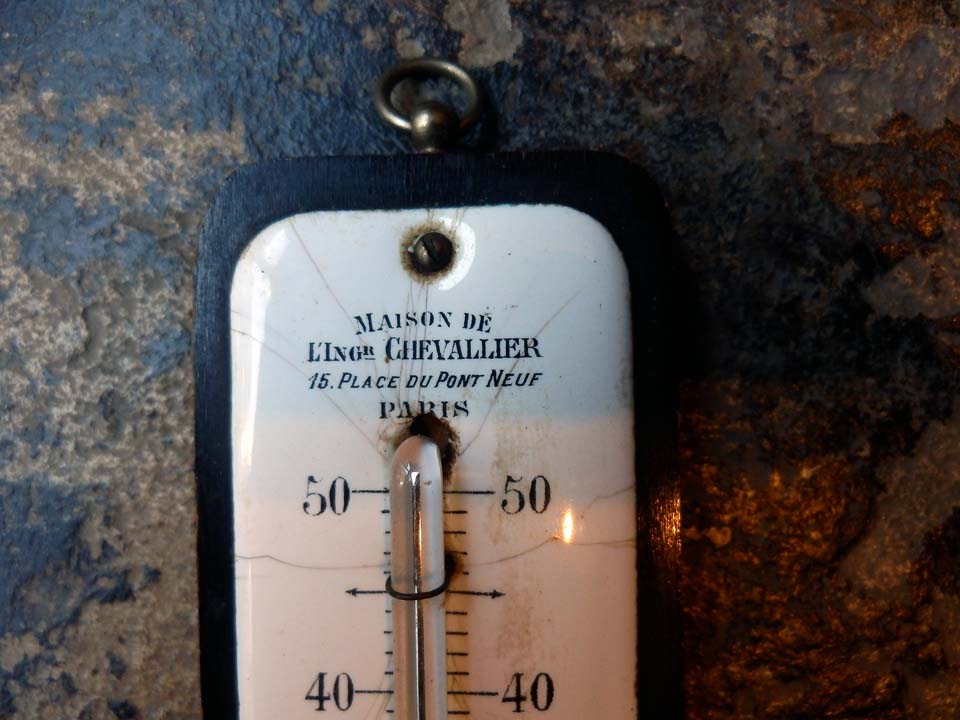 MAISON DE
L'INGR CHEVALLIER
15. PLACE DU PONT NEUF
PARIS
50 50
40 40